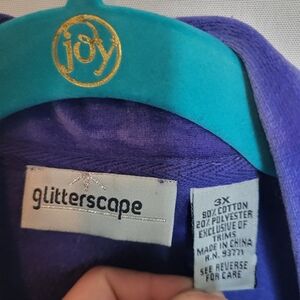 joy
glitterscape
3X
80% COTTON
20% POLYESTER
EXCLUSIVE OF
TRIMS
MADE IN CHINA
R.N. 93771
SEE REVERSE
FOR CARE